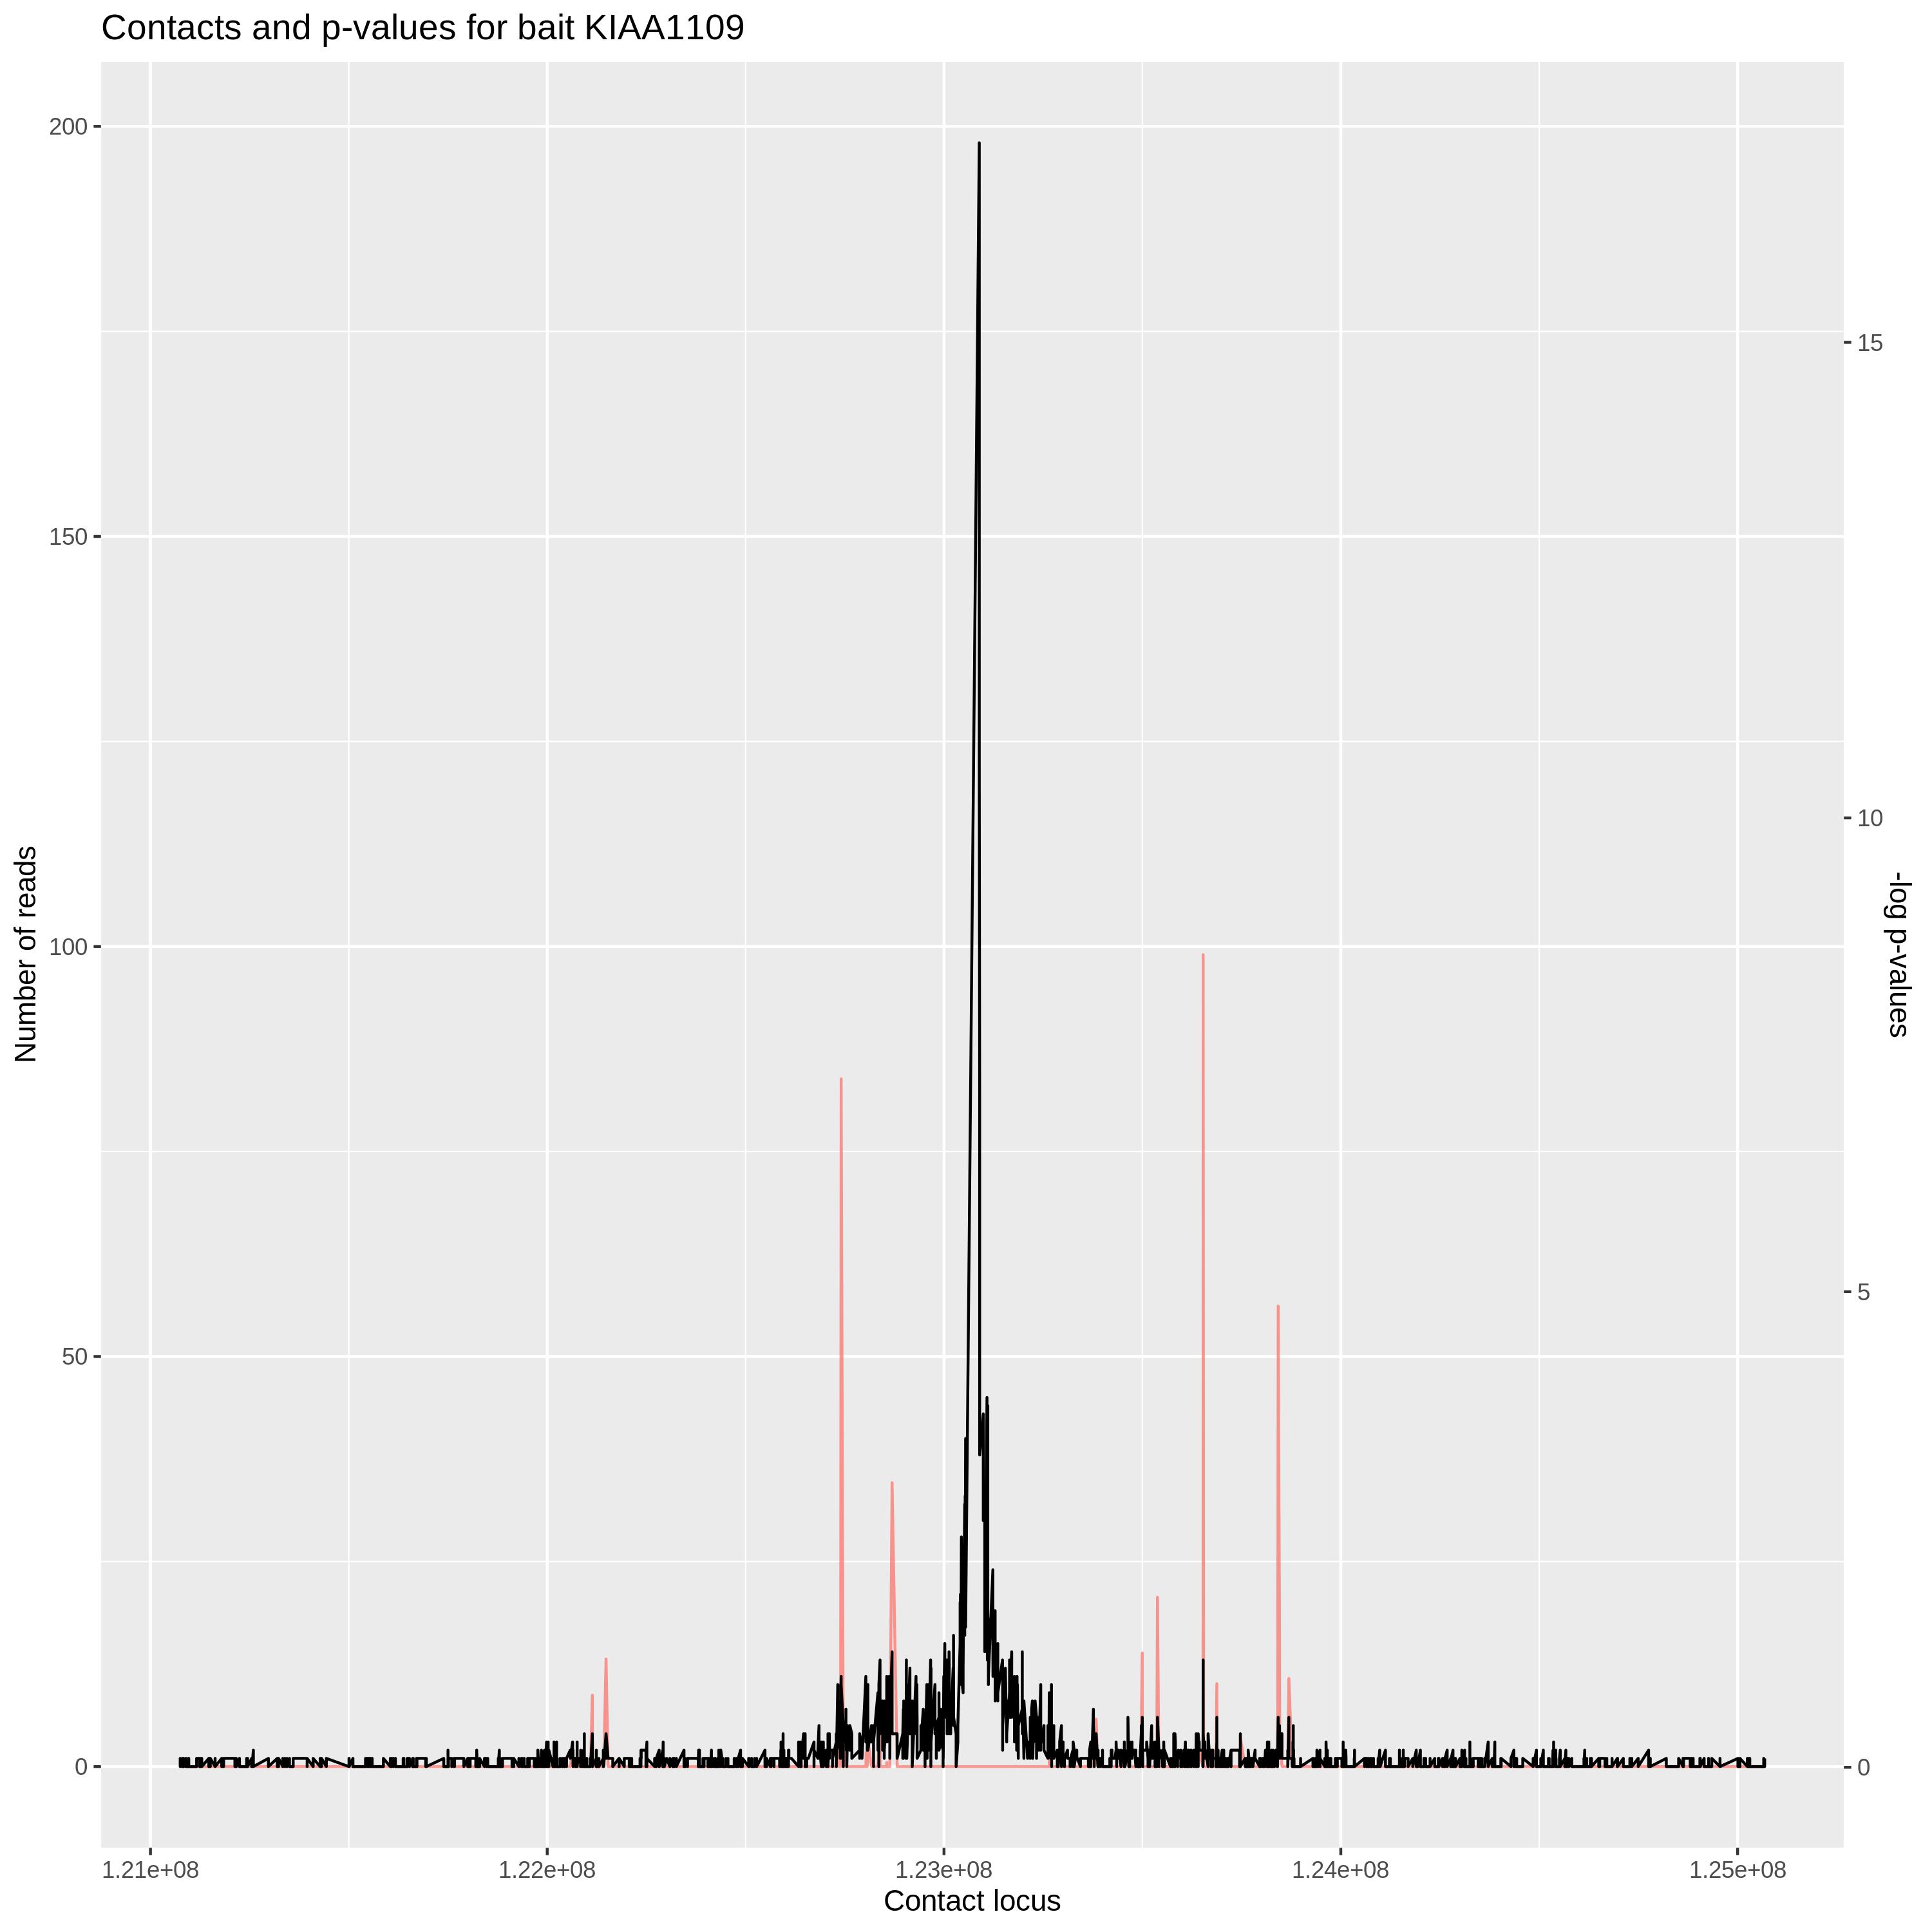 Contacts and p-values for bait KIAA1109
200
150
100
50
0
Number of reads
15
10
5
0
-log p-values
1.21e+08
1.22e+08
1.23e+08
1.24e+08
1.25e+08
Contact locus